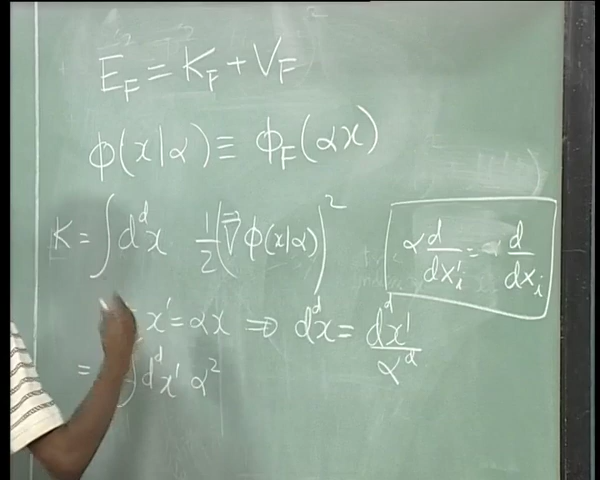 E_F = K_F + V_F
φ(x|α) ≡ φ_F(αx)
K = ∫ d^d x 1/2 (∇⃗ φ(x|α))^2
α d/dx'_i = d/dx_i
x' = αx ⇒ d^d x = d^d x'/α^d
= ∫ d^d x' α^2